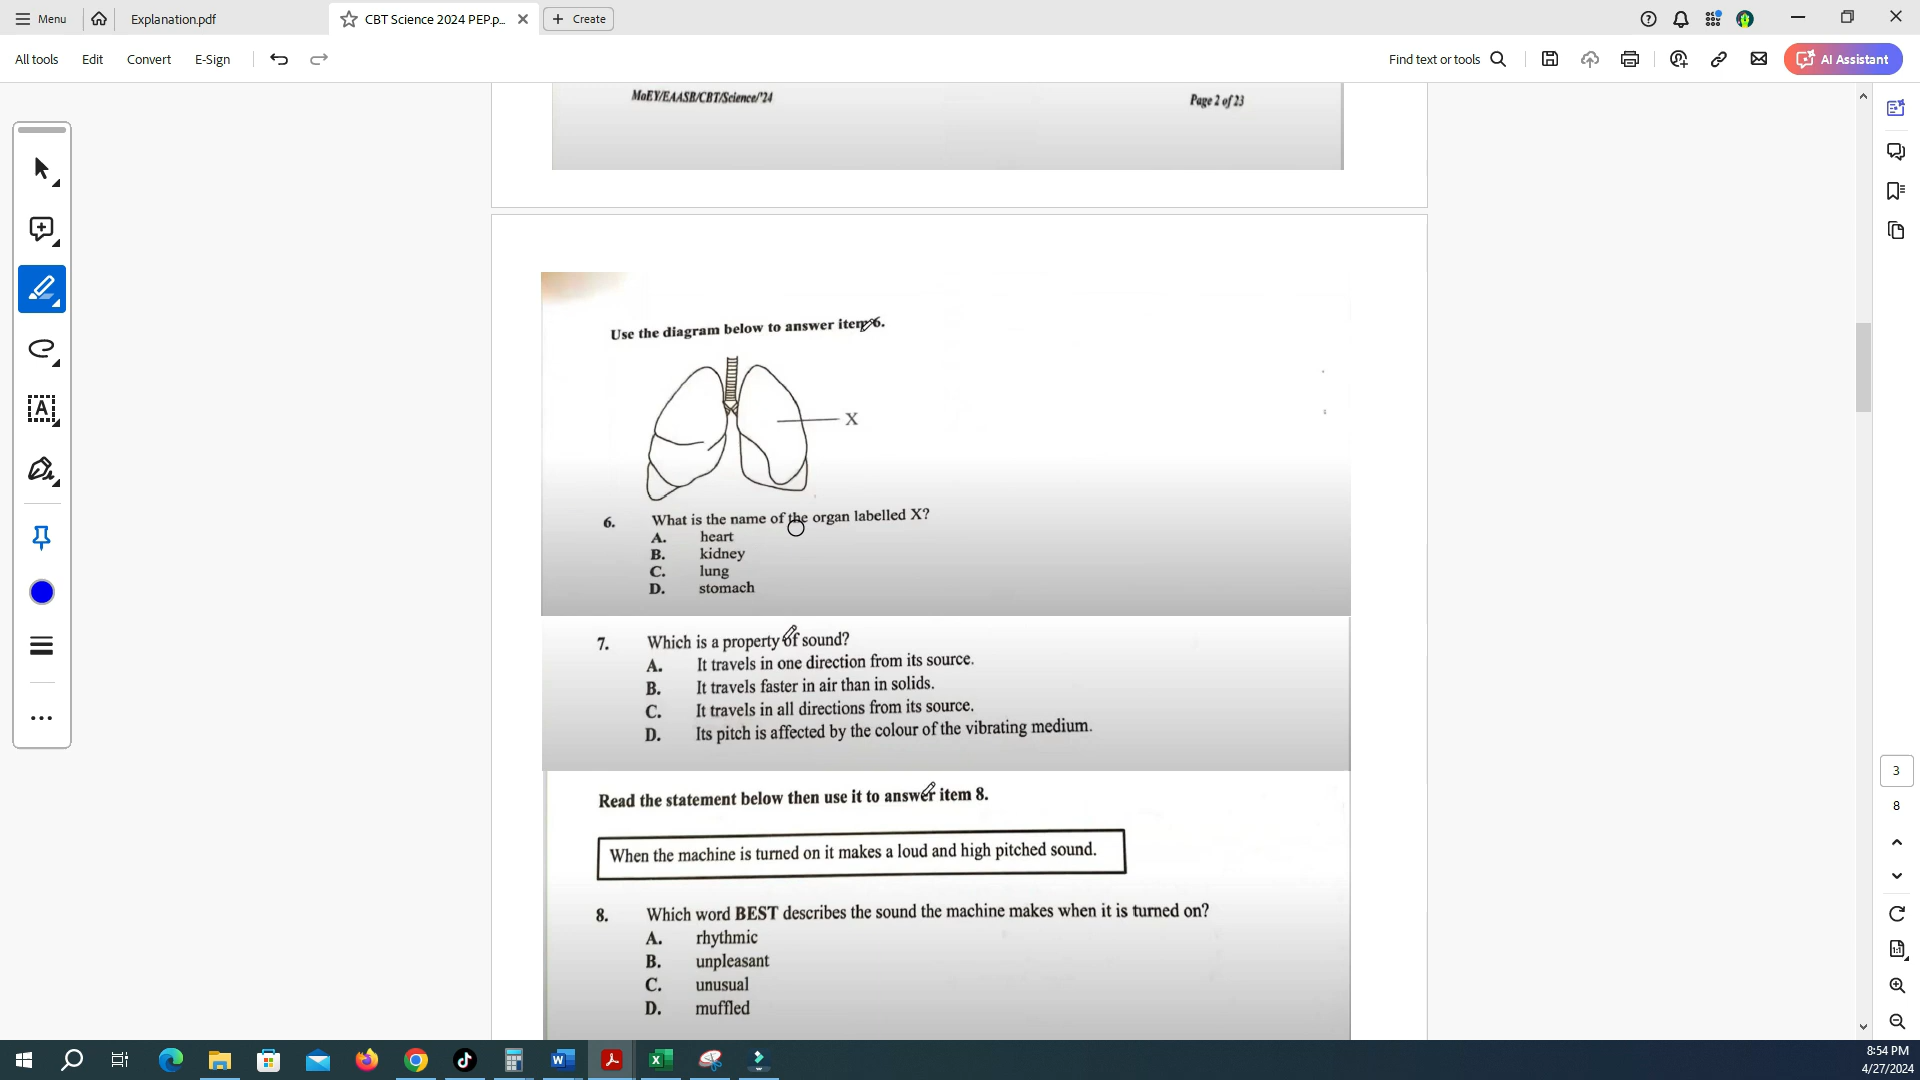 Menu
Explanation.pdf
CBT Science 2024 PEP.p...
Create
All tools
Edit
Convert
E-Sign
Find text or tools
AI Assistant
MoEY/EAASB/CBT/Science/'24
Page 2 of 23
Use the diagram below to answer item 6.
X
6. What is the name of the organ labelled X?
A. heart
B. kidney
C. lung
D. stomach
7. Which is a property of sound?
A. It travels in one direction from its source.
B. It travels faster in air than in solids.
C. It travels in all directions from its source.
D. Its pitch is affected by the colour of the vibrating medium.
Read the statement below then use it to answer item 8.
When the machine is turned on it makes a loud and high pitched sound.
8. Which word BEST describes the sound the machine makes when it is turned on?
A. rhythmic
B. unpleasant
C. unusual
D. muffled
3
8
8:54 PM
4/27/2024